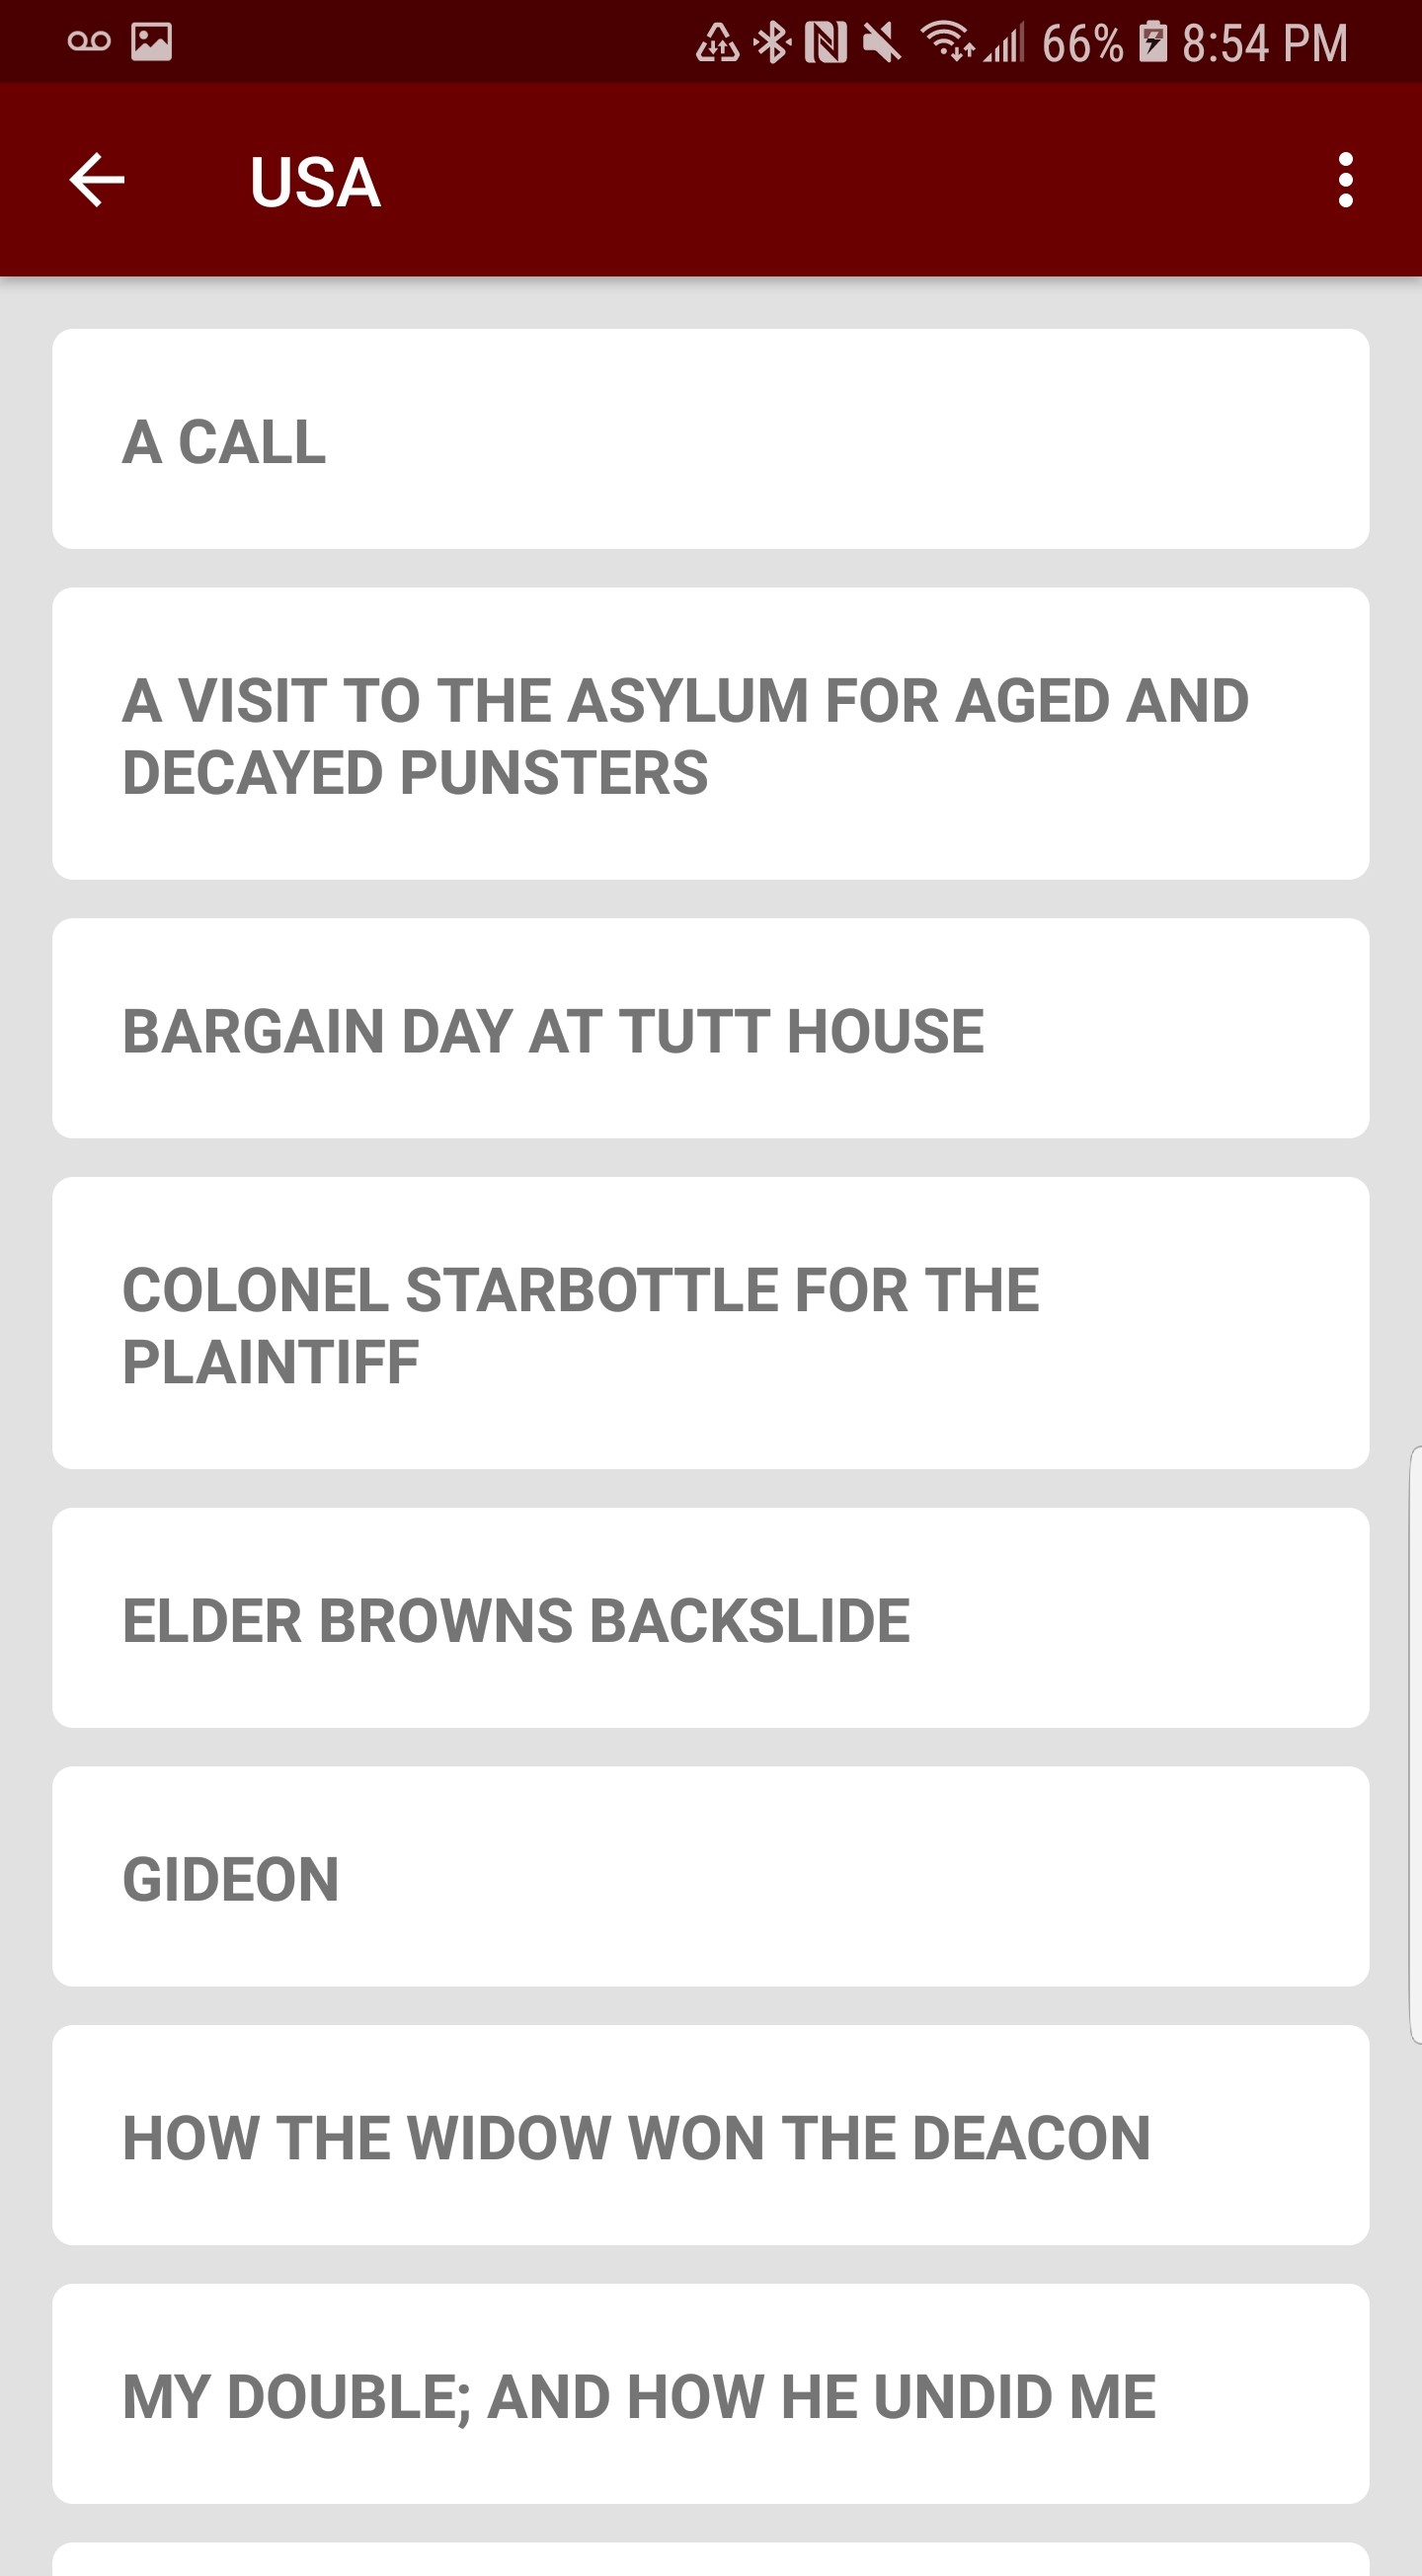 66% 8:54 PM
USA
A CALL
A VISIT TO THE ASYLUM FOR AGED AND
DECAYED PUNSTERS
BARGAIN DAY AT TUTT HOUSE
COLONEL STARBOTTLE FOR THE
PLAINTIFF
ELDER BROWNS BACKSLIDE
GIDEON
HOW THE WIDOW WON THE DEACON
MY DOUBLE; AND HOW HE UNDID ME